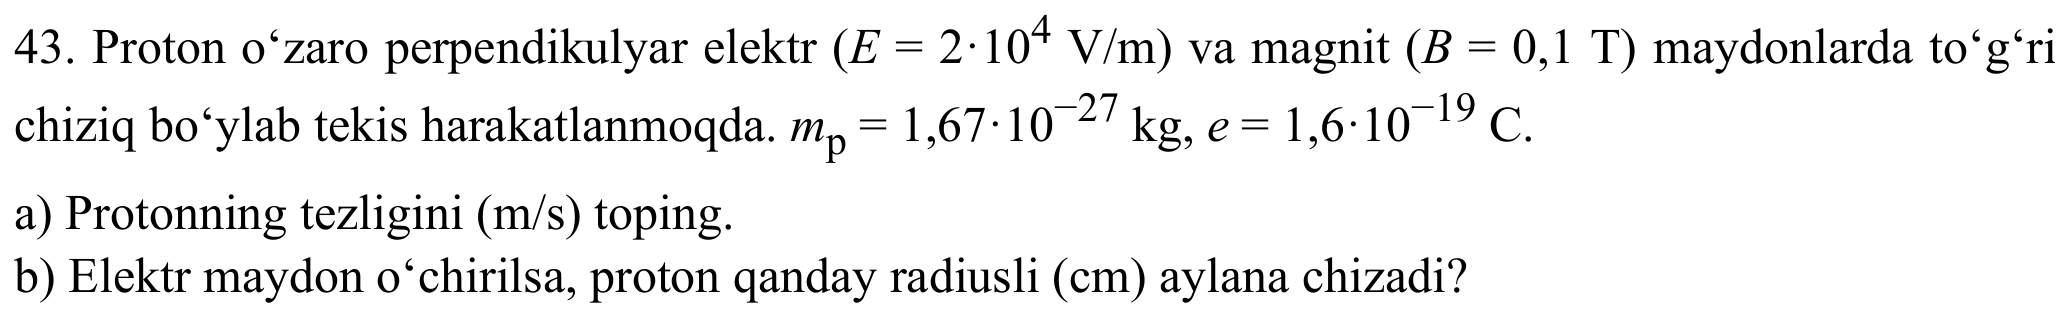 43. Proton o‘zaro perpendikulyar elektr (E = 2·10⁴ V/m) va magnit (B = 0,1 T) maydonlarda to‘g‘ri
chiziq bo‘ylab tekis harakatlanmoqda. mₚ = 1,67·10⁻²⁷ kg, e = 1,6·10⁻¹⁹ C.
a) Protonning tezligini (m/s) toping.
b) Elektr maydon o‘chirilsa, proton qanday radiusli (cm) aylana chizadi?